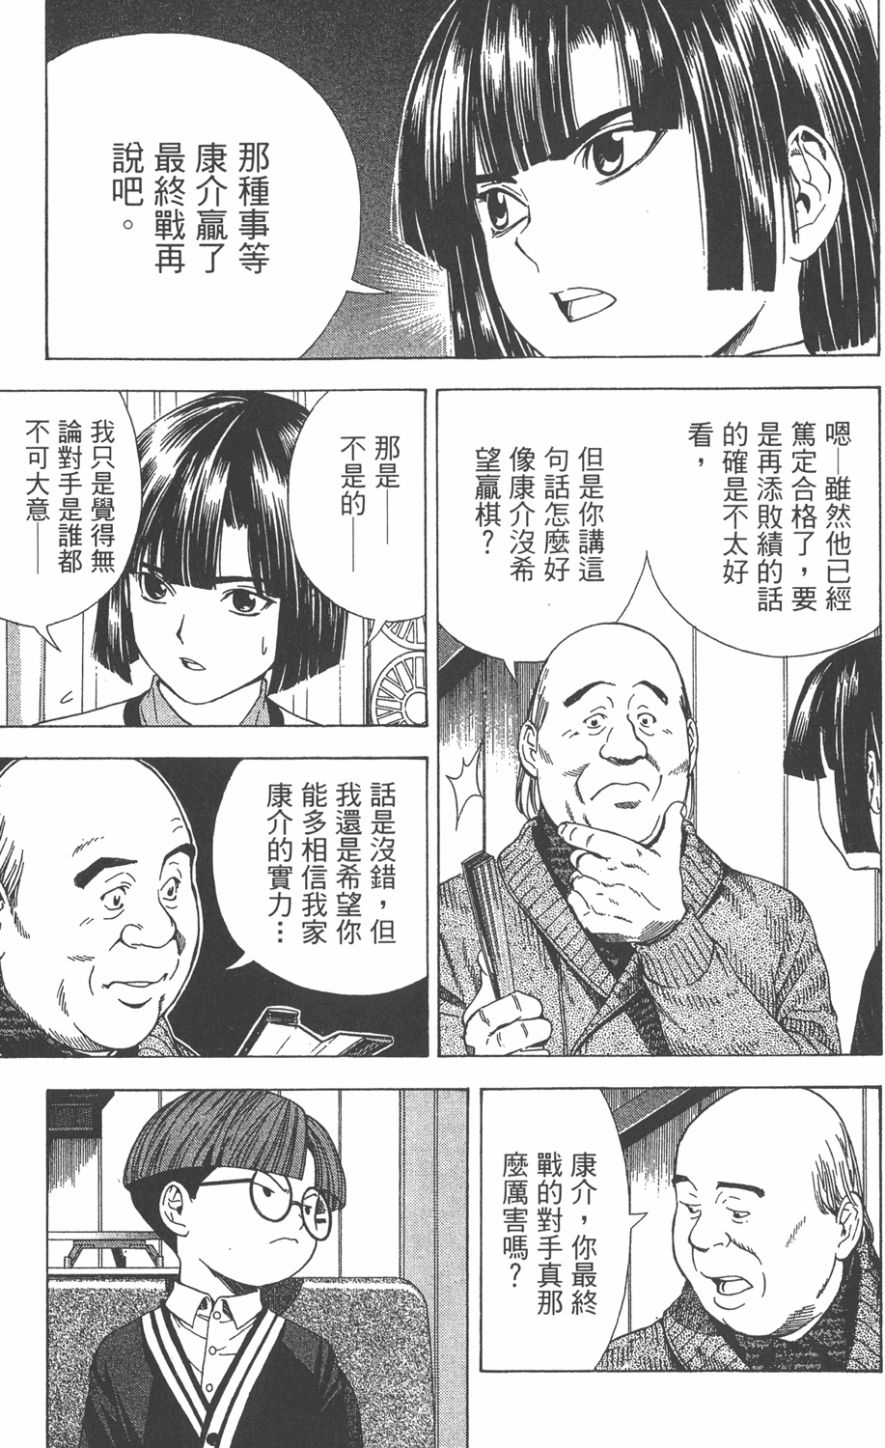 那種事等
康介贏了
最終戰再
說吧。
嗯—雖然他已經
篤定合格了，要
是再添敗績的話
的確是不太好
看，
但是你講這
句話怎麼好
像康介沒希
望贏棋？
那是——
不是的——
我只是覺得無
論對手是誰都
不可大意——
話是沒錯，但
我還是希望你
能多相信我家
康介的實力…
康介，你最終
戰的對手真那
麼厲害嗎？